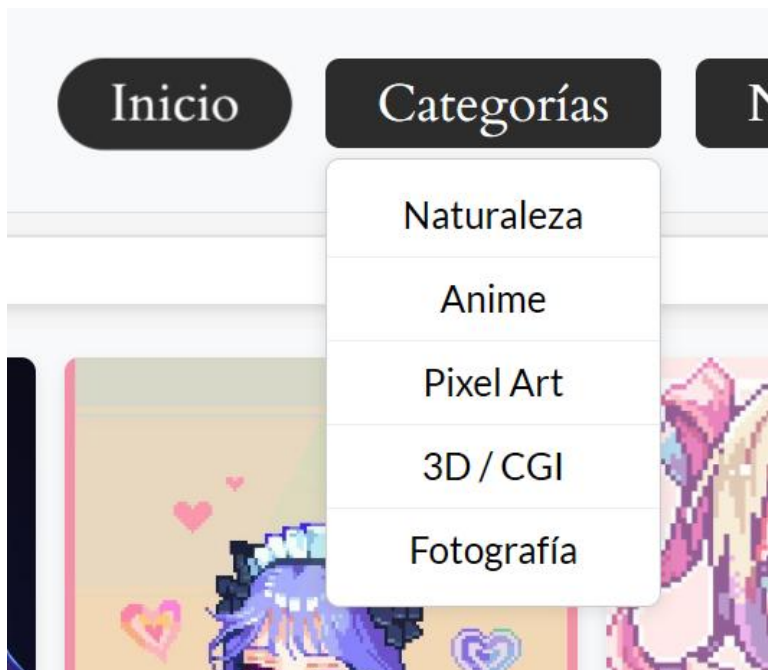 Inicio
Categorías
Naturaleza
Anime
Pixel Art
3D / CGI
Fotografía